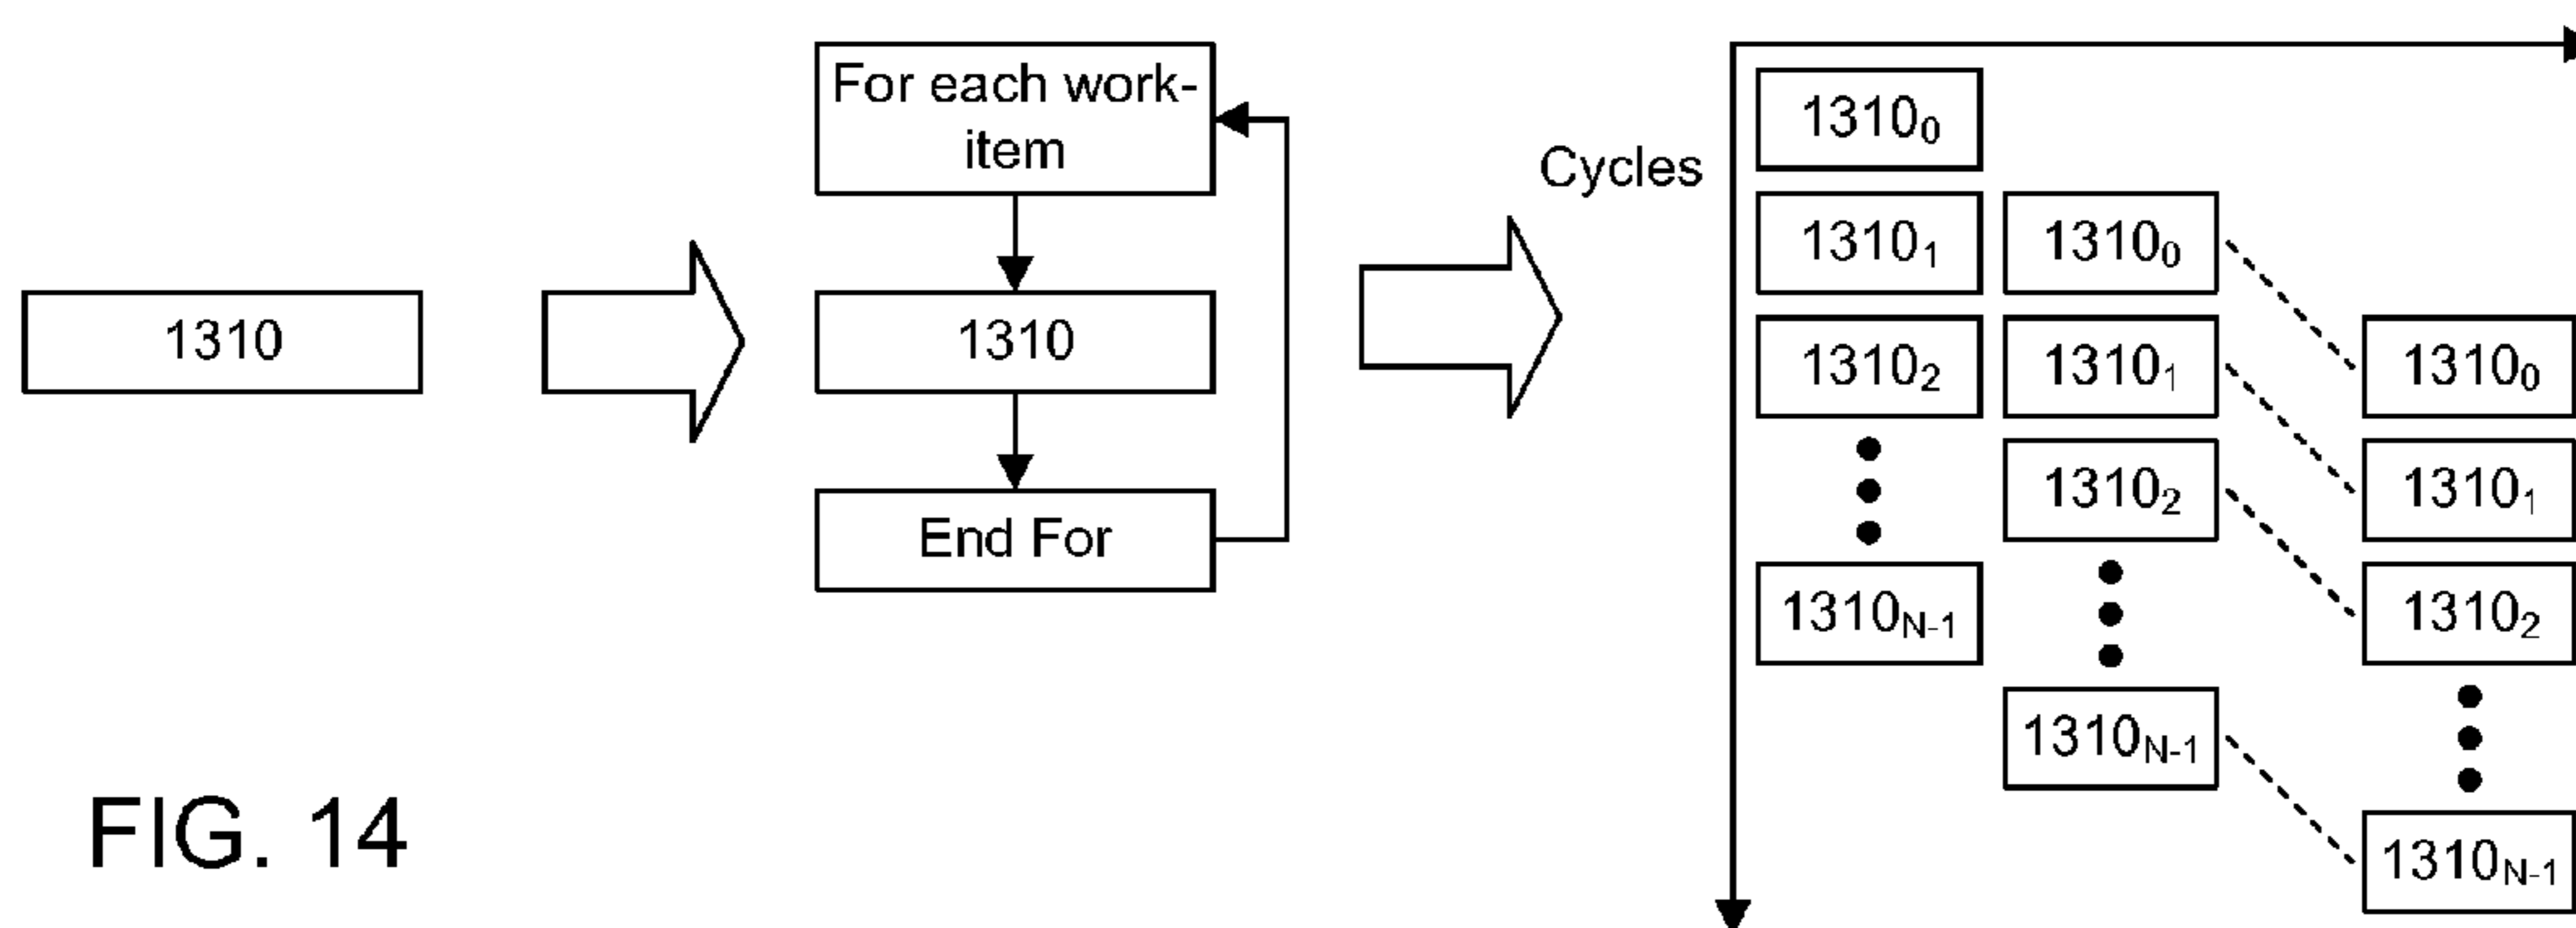 1310
For each work-
item
1310
End For
Cycles
1310₀
1310₁ 1310₀
1310₂ 1310₁ 1310₀
1310₂ 1310₁
1310N-1 1310₂
1310N-1
1310N-1
FIG. 14